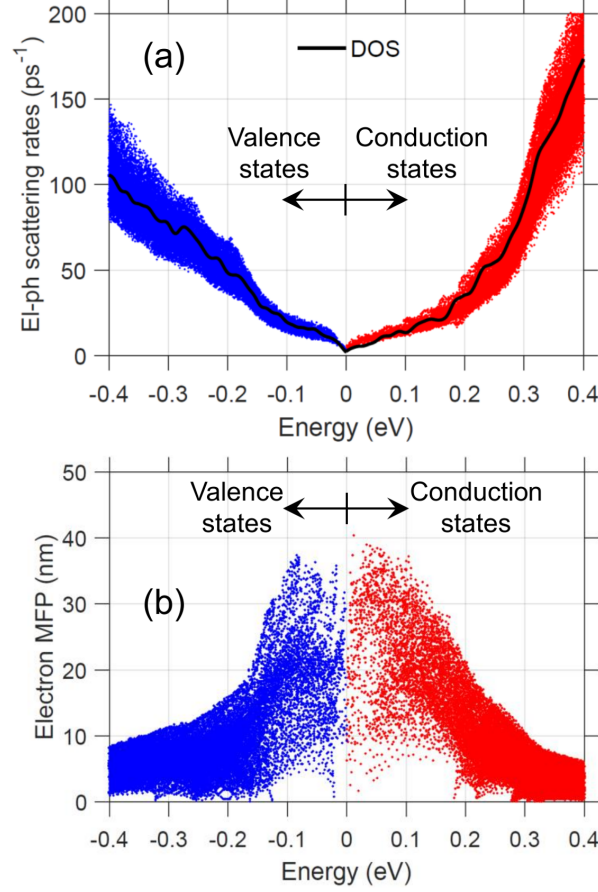 (a)
DOS
Valence states
Conduction states
El-ph scattering rates (ps⁻¹)
200
150
100
50
0
-0.4 -0.3 -0.2 -0.1 0 0.1 0.2 0.3 0.4
Energy (eV)
(b)
Valence states
Conduction states
Electron MFP (nm)
50
40
30
20
10
0
-0.4 -0.3 -0.2 -0.1 0 0.1 0.2 0.3 0.4
Energy (eV)